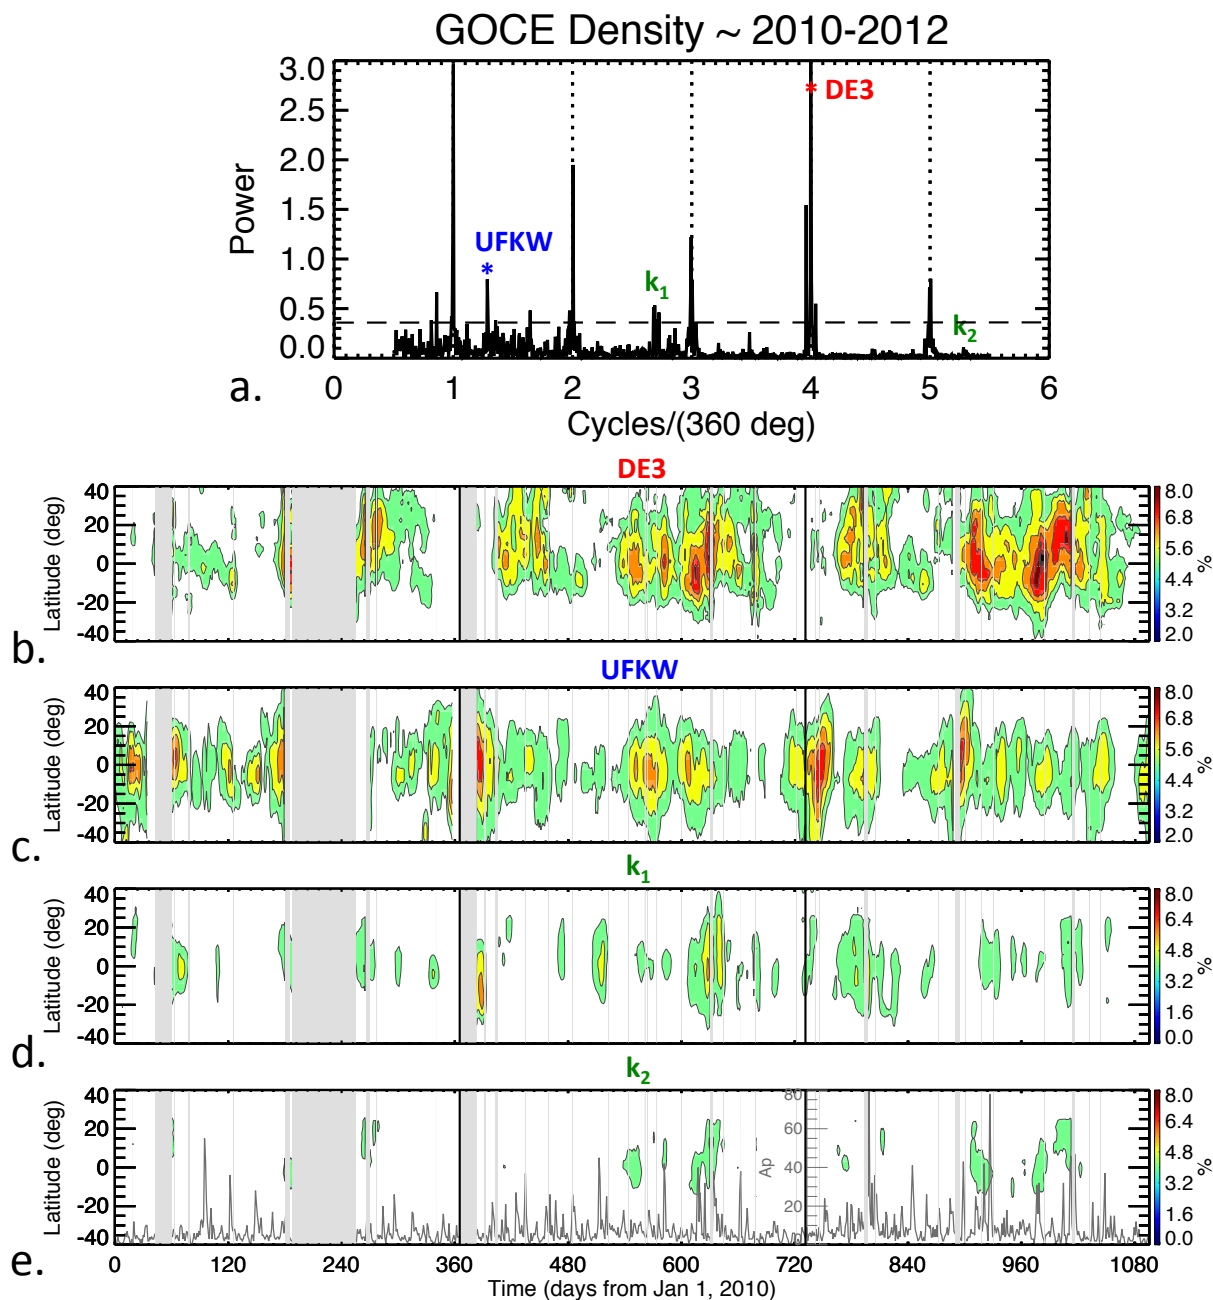 GOCE Density ~ 2010-2012
3.0
2.5
2.0
1.5
1.0
0.5
0.0
Power
* DE3
UFKW
*
k1
k2
0 1 2 3 4 5 6
Cycles/(360 deg)
a.
DE3
40
20
0
-20
-40
Latitude (deg)
8.0
6.8
5.6
4.4
3.2
2.0
%
b.
UFKW
40
20
0
-20
-40
Latitude (deg)
8.0
6.8
5.6
4.4
3.2
2.0
%
c.
k1
40
20
0
-20
-40
Latitude (deg)
8.0
6.4
4.8
3.2
1.6
0.0
%
d.
k2
40
20
0
-20
-40
Latitude (deg)
80
60
40
20
0
Ap
8.0
6.4
4.8
3.2
1.6
0.0
%
e.
0 120 240 360 480 600 720 840 960 1080
Time (days from Jan 1, 2010)